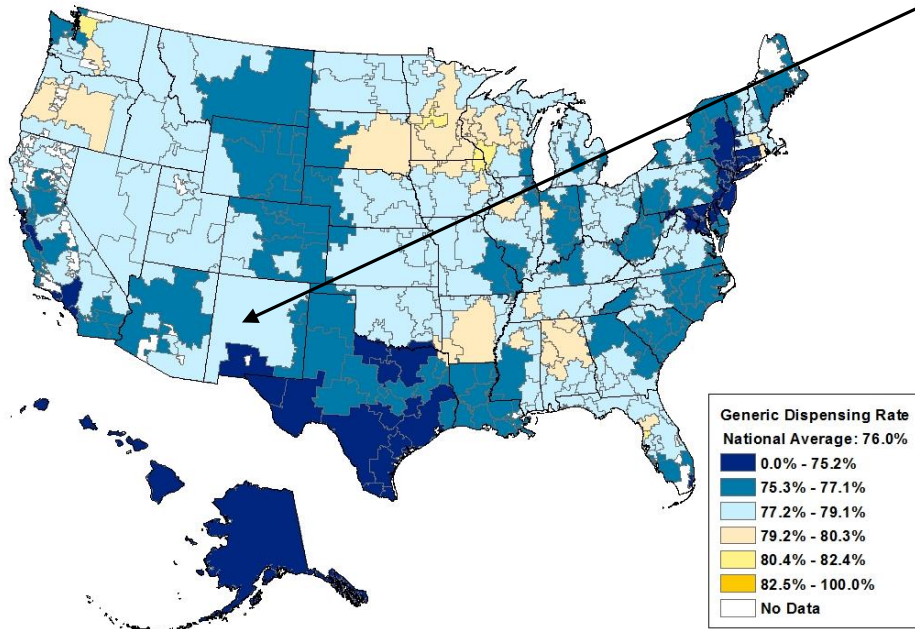 Generic Dispensing Rate
National Average: 76.0%
0.0% - 75.2%
75.3% - 77.1%
77.2% - 79.1%
79.2% - 80.3%
80.4% - 82.4%
82.5% - 100.0%
No Data